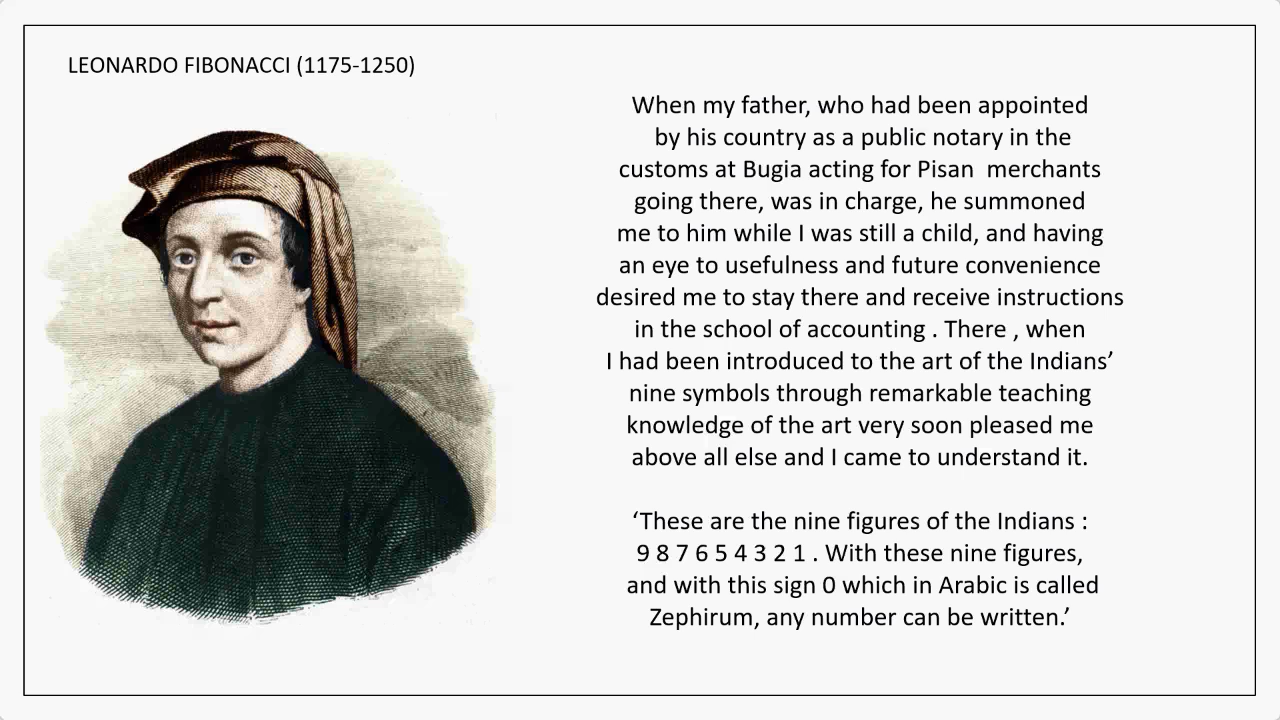 LEONARDO FIBONACCI (1175-1250)
When my father, who had been appointed
by his country as a public notary in the
customs at Bugia acting for Pisan  merchants
going there, was in charge, he summoned
me to him while I was still a child, and having
an eye to usefulness and future convenience
desired me to stay there and receive instructions
in the school of accounting . There , when
I had been introduced to the art of the Indians’
nine symbols through remarkable teaching
knowledge of the art very soon pleased me
above all else and I came to understand it.
‘These are the nine figures of the Indians :
9 8 7 6 5 4 3 2 1 . With these nine figures,
and with this sign 0 which in Arabic is called
Zephirum, any number can be written.’